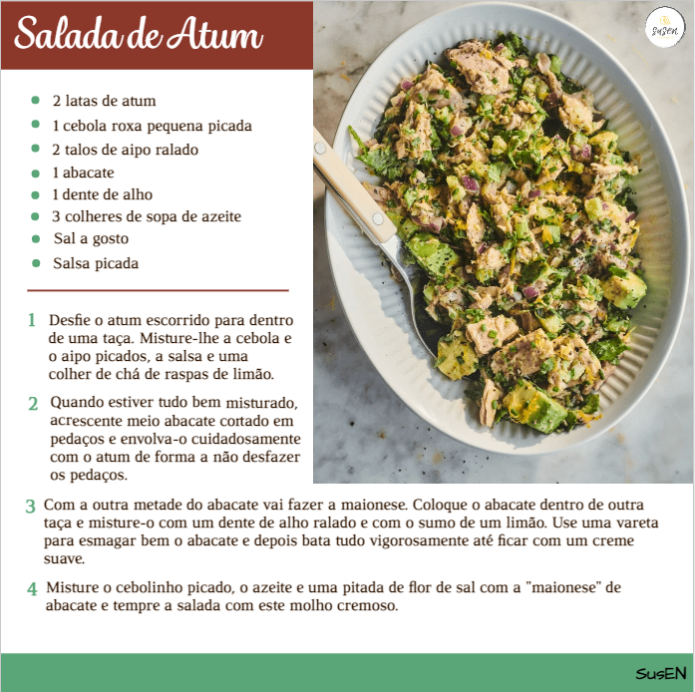 Salada de Atum
susen
2 latas de atum
1 cebola roxa pequena picada
2 talos de aipo ralado
1 abacate
1 dente de alho
3 colheres de sopa de azeite
Sal a gosto
Salsa picada
1 Desfie o atum escorrido para dentro
de uma taça. Misture-lhe a cebola e
o aipo picados, a salsa e uma
colher de chá de raspas de limão.
2 Quando estiver tudo bem misturado,
acrescente meio abacate cortado em
pedaços e envolva-o cuidadosamente
com o atum de forma a não desfazer
os pedaços.
3 Com a outra metade do abacate vai fazer a maionese. Coloque o abacate dentro de outra
taça e misture-o com um dente de alho ralado e com o sumo de um limão. Use uma vareta
para esmagar bem o abacate e depois bata tudo vigorosamente até ficar com um creme
suave.
4 Misture o cebolinho picado, o azeite e uma pitada de flor de sal com a "maionese" de
abacate e tempre a salada com este molho cremoso.
SusEN